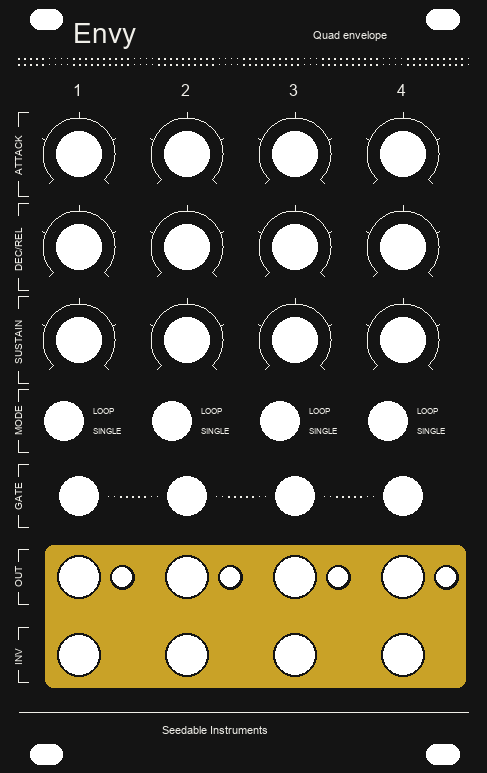 Envy
Quad envelope
1 2 3 4
ATTACK
DEC/REL
SUSTAIN
MODE
LOOP LOOP LOOP LOOP
SINGLE SINGLE SINGLE SINGLE
GATE
OUT
INV
Seedable Instruments